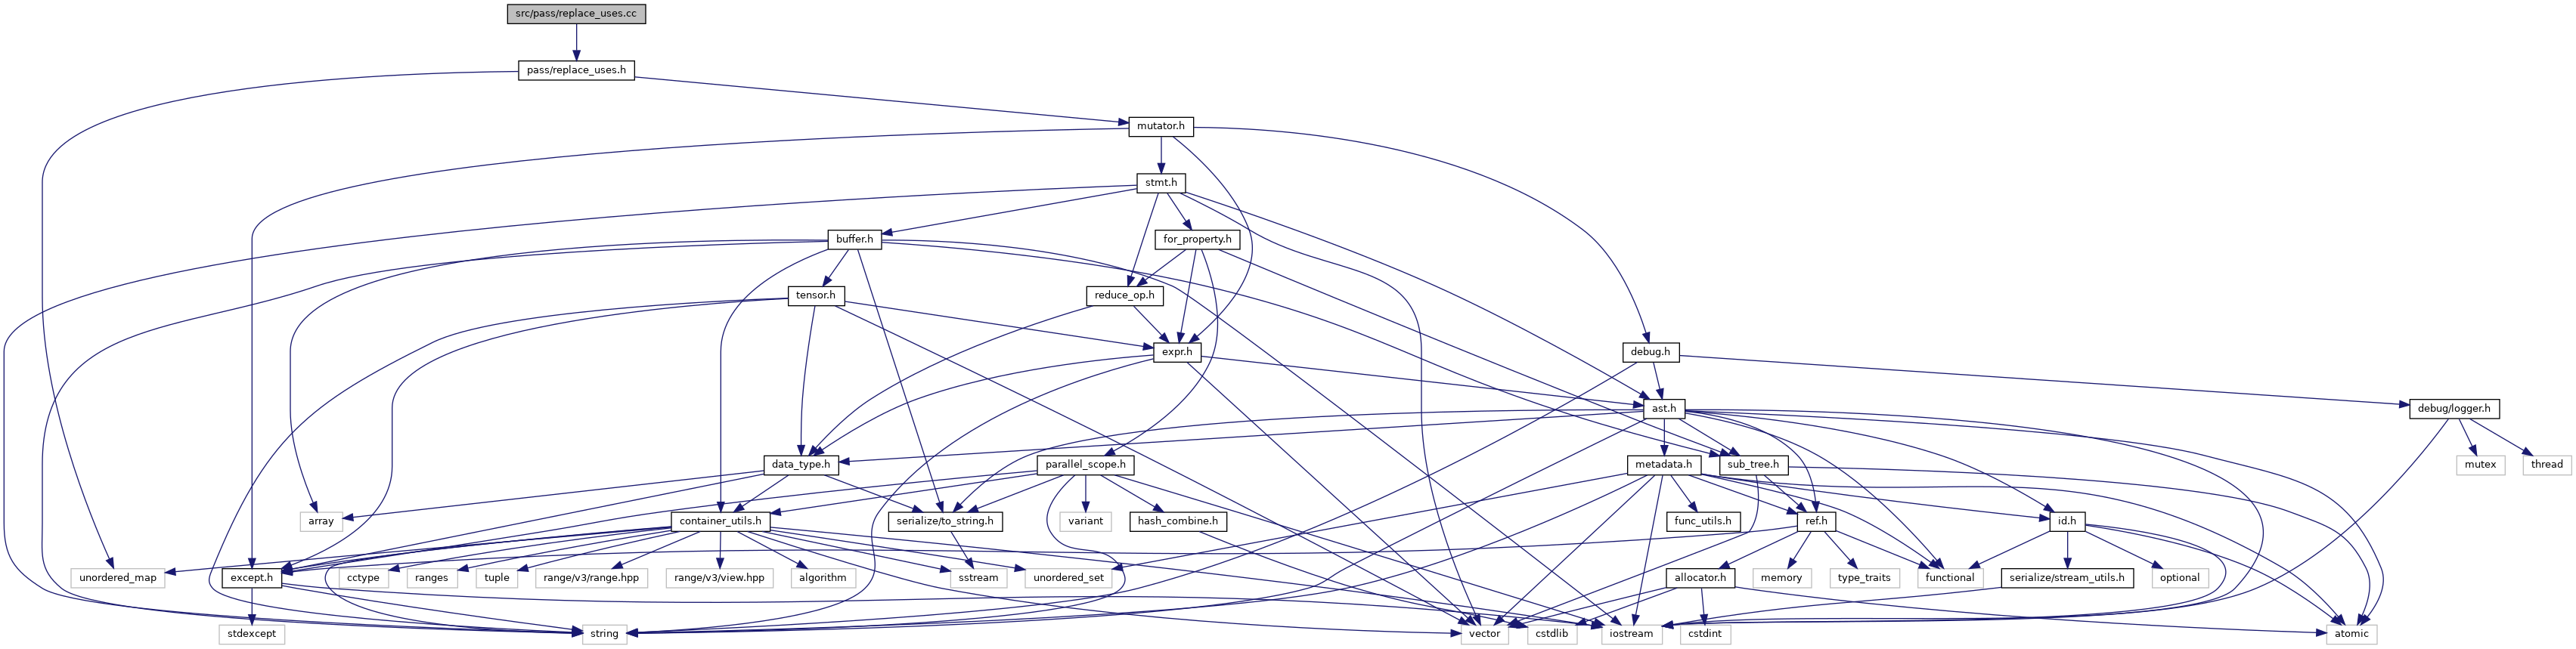 src/pass/replace_uses.cc
pass/replace_uses.h
mutator.h
stmt.h
buffer.h
for_property.h
tensor.h
reduce_op.h
expr.h
debug.h
ast.h
debug/logger.h
data_type.h
parallel_scope.h
metadata.h
sub_tree.h
mutex
thread
array
container_utils.h
serialize/to_string.h
variant
hash_combine.h
func_utils.h
ref.h
id.h
unordered_map
except.h
cctype
ranges
tuple
range/v3/range.hpp
range/v3/view.hpp
algorithm
sstream
unordered_set
allocator.h
memory
type_traits
functional
serialize/stream_utils.h
optional
stdexcept
string
vector
cstdlib
iostream
cstdint
atomic